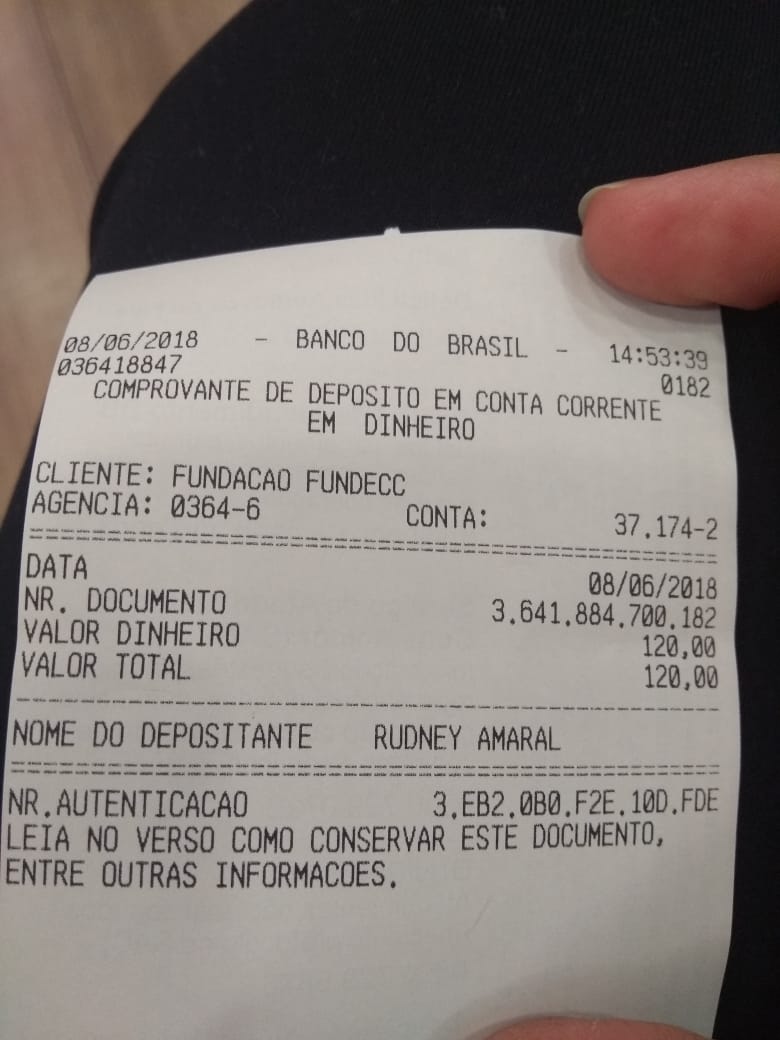 08/06/2018 - BANCO DO BRASIL - 14:53:39
036418847 0182
COMPROVANTE DE DEPOSITO EM CONTA CORRENTE
EM DINHEIRO
CLIENTE: FUNDACAO FUNDECC
AGENCIA: 0364-6 CONTA: 37.174-2
DATA 08/06/2018
NR. DOCUMENTO 3.641.884.700.182
VALOR DINHEIRO 120,00
VALOR TOTAL 120,00
NOME DO DEPOSITANTE RUDNEY AMARAL
NR.AUTENTICACAO 3.EB2.0B0.F2E.10D.FDE
LEIA NO VERSO COMO CONSERVAR ESTE DOCUMENTO,
ENTRE OUTRAS INFORMACOES.